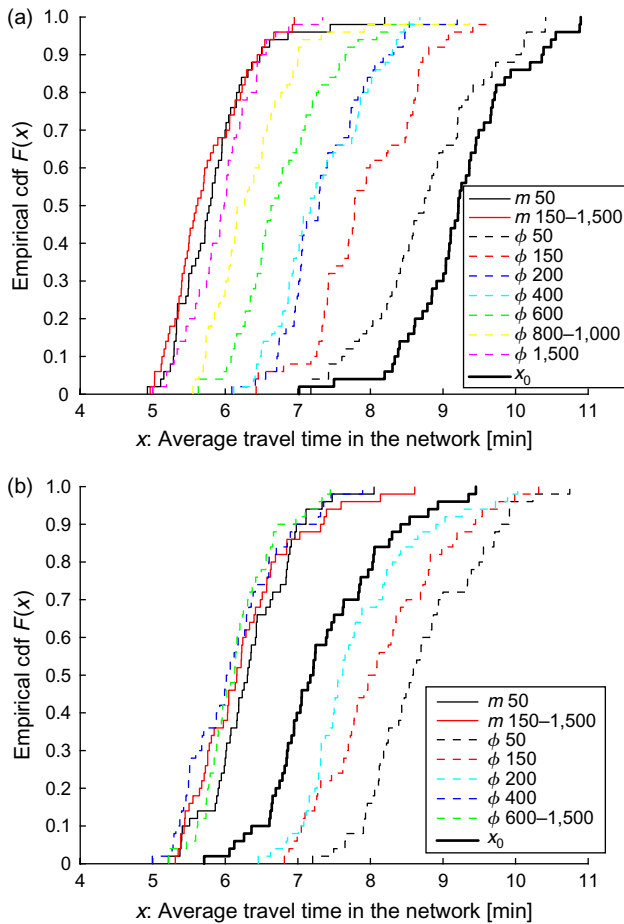 (a)
1.0
0.9
0.8
0.7
0.6
0.5
0.4
0.3
0.2
0.1
0
Empirical cdf F(x)
m 50
m 150–1,500
ϕ 50
ϕ 150
ϕ 200
ϕ 400
ϕ 600
ϕ 800–1,000
ϕ 1,500
x₀
4 5 6 7 8 9 10 11
x: Average travel time in the network [min]
(b)
1.0
0.9
0.8
0.7
0.6
0.5
0.4
0.3
0.2
0.1
0
Empirical cdf F(x)
m 50
m 150–1,500
ϕ 50
ϕ 150
ϕ 200
ϕ 400
ϕ 600–1,500
x₀
4 5 6 7 8 9 10 11
x: Average travel time in the network [min]